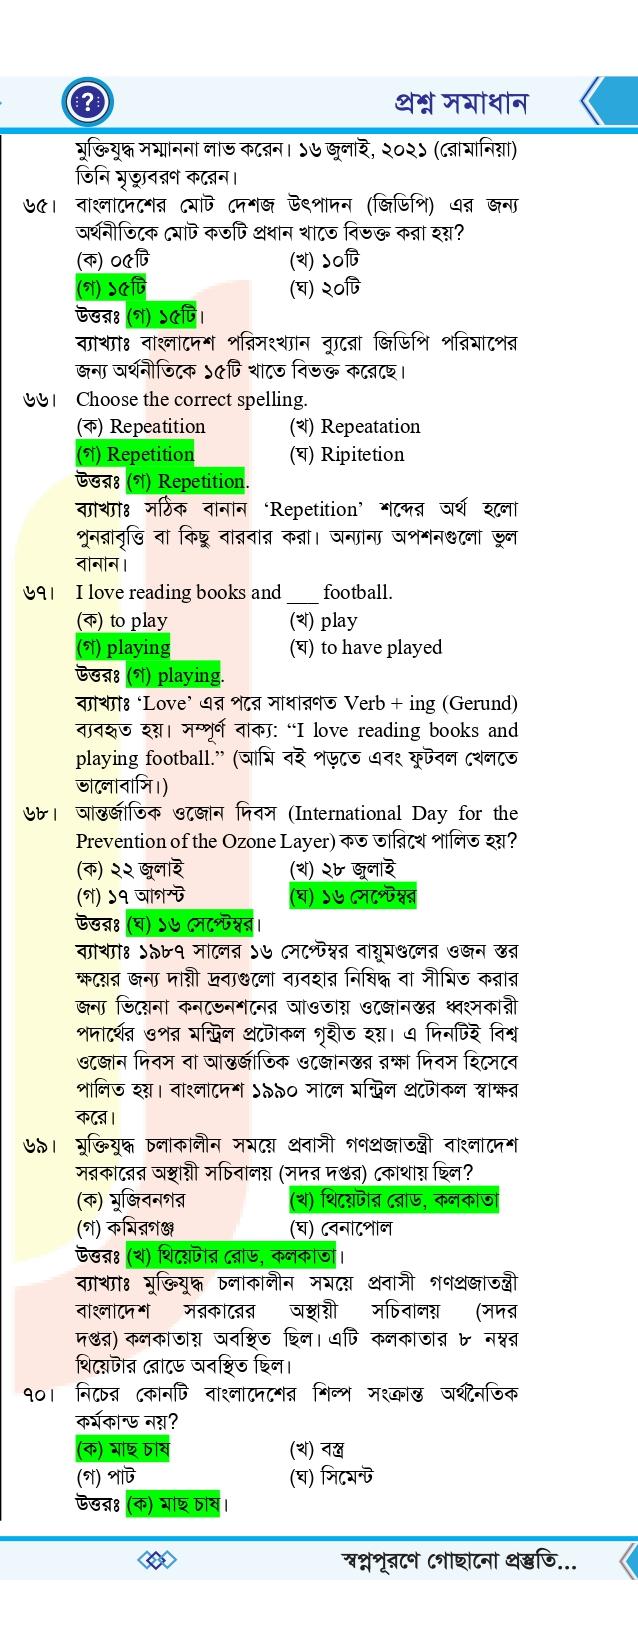 প্রশ্ন সমাধান
মুক্তিযুদ্ধ সম্মাননা লাভ করেন। ১৬ জুলাই, ২০২১ (রোমানিয়া)
তিনি মৃত্যুবরণ করেন।
৬৫। বাংলাদেশের মোট দেশজ উৎপাদন (জিডিপি) এর জন্য
অর্থনীতিকে মোট কতটি প্রধান খাতে বিভক্ত করা হয়?
(ক) ০৫টি (খ) ১০টি
(গ) ১৫টি (ঘ) ২০টি
উত্তরঃ (গ) ১৫টি।
ব্যাখ্যাঃ বাংলাদেশ পরিসংখ্যান ব্যুরো জিডিপি পরিমাপের
জন্য অর্থনীতিকে ১৫টি খাতে বিভক্ত করেছে।
৬৬। Choose the correct spelling.
(ক) Repeatition (খ) Repeatation
(গ) Repetition (ঘ) Ripitetion
উত্তরঃ (গ) Repetition.
ব্যাখ্যাঃ সঠিক বানান ‘Repetition’ শব্দের অর্থ হলো
পুনরাবৃত্তি বা কিছু বারবার করা। অন্যান্য অপশনগুলো ভুল
বানান।
৬৭। I love reading books and ___ football.
(ক) to play (খ) play
(গ) playing (ঘ) to have played
উত্তরঃ (গ) playing.
ব্যাখ্যাঃ ‘Love’ এর পরে সাধারণত Verb + ing (Gerund)
ব্যবহৃত হয়। সম্পূর্ণ বাক্য: “I love reading books and
playing football.” (আমি বই পড়তে এবং ফুটবল খেলতে
ভালোবাসি।)
৬৮। আন্তর্জাতিক ওজোন দিবস (International Day for the
Prevention of the Ozone Layer) কত তারিখে পালিত হয়?
(ক) ২২ জুলাই (খ) ২৮ জুলাই
(গ) ১৭ আগস্ট (ঘ) ১৬ সেপ্টেম্বর
উত্তরঃ (ঘ) ১৬ সেপ্টেম্বর।
ব্যাখ্যাঃ ১৯৮৭ সালের ১৬ সেপ্টেম্বর বায়ুমণ্ডলের ওজন স্তর
ক্ষয়ের জন্য দায়ী দ্রব্যগুলো ব্যবহার নিষিদ্ধ বা সীমিত করার
জন্য ভিয়েনা কনভেনশনের আওতায় ওজোনস্তর ধ্বংসকারী
পদার্থের ওপর মন্ট্রিল প্রটোকল গৃহীত হয়। এ দিনটিই বিশ্ব
ওজোন দিবস বা আন্তর্জাতিক ওজোনস্তর রক্ষা দিবস হিসেবে
পালিত হয়। বাংলাদেশ ১৯৯০ সালে মন্ট্রিল প্রটোকল স্বাক্ষর
করে।
৬৯। মুক্তিযুদ্ধ চলাকালীন সময়ে প্রবাসী গণপ্রজাতন্ত্রী বাংলাদেশ
সরকারের অস্থায়ী সচিবালয় (সদর দপ্তর) কোথায় ছিল?
(ক) মুজিবনগর (খ) থিয়েটার রোড, কলকাতা
(গ) কমিরগঞ্জ (ঘ) বেনাপোল
উত্তরঃ (খ) থিয়েটার রোড, কলকাতা।
ব্যাখ্যাঃ মুক্তিযুদ্ধ চলাকালীন সময়ে প্রবাসী গণপ্রজাতন্ত্রী
বাংলাদেশ সরকারের অস্থায়ী সচিবালয় (সদর
দপ্তর) কলকাতায় অবস্থিত ছিল। এটি কলকাতার ৮ নম্বর
থিয়েটার রোডে অবস্থিত ছিল।
৭০। নিচের কোনটি বাংলাদেশের শিল্প সংক্রান্ত অর্থনৈতিক
কর্মকান্ড নয়?
(ক) মাছ চাষ (খ) বস্ত্র
(গ) পাট (ঘ) সিমেন্ট
উত্তরঃ (ক) মাছ চাষ।
স্বপ্নপূরণে গোছানো প্রস্তুতি...